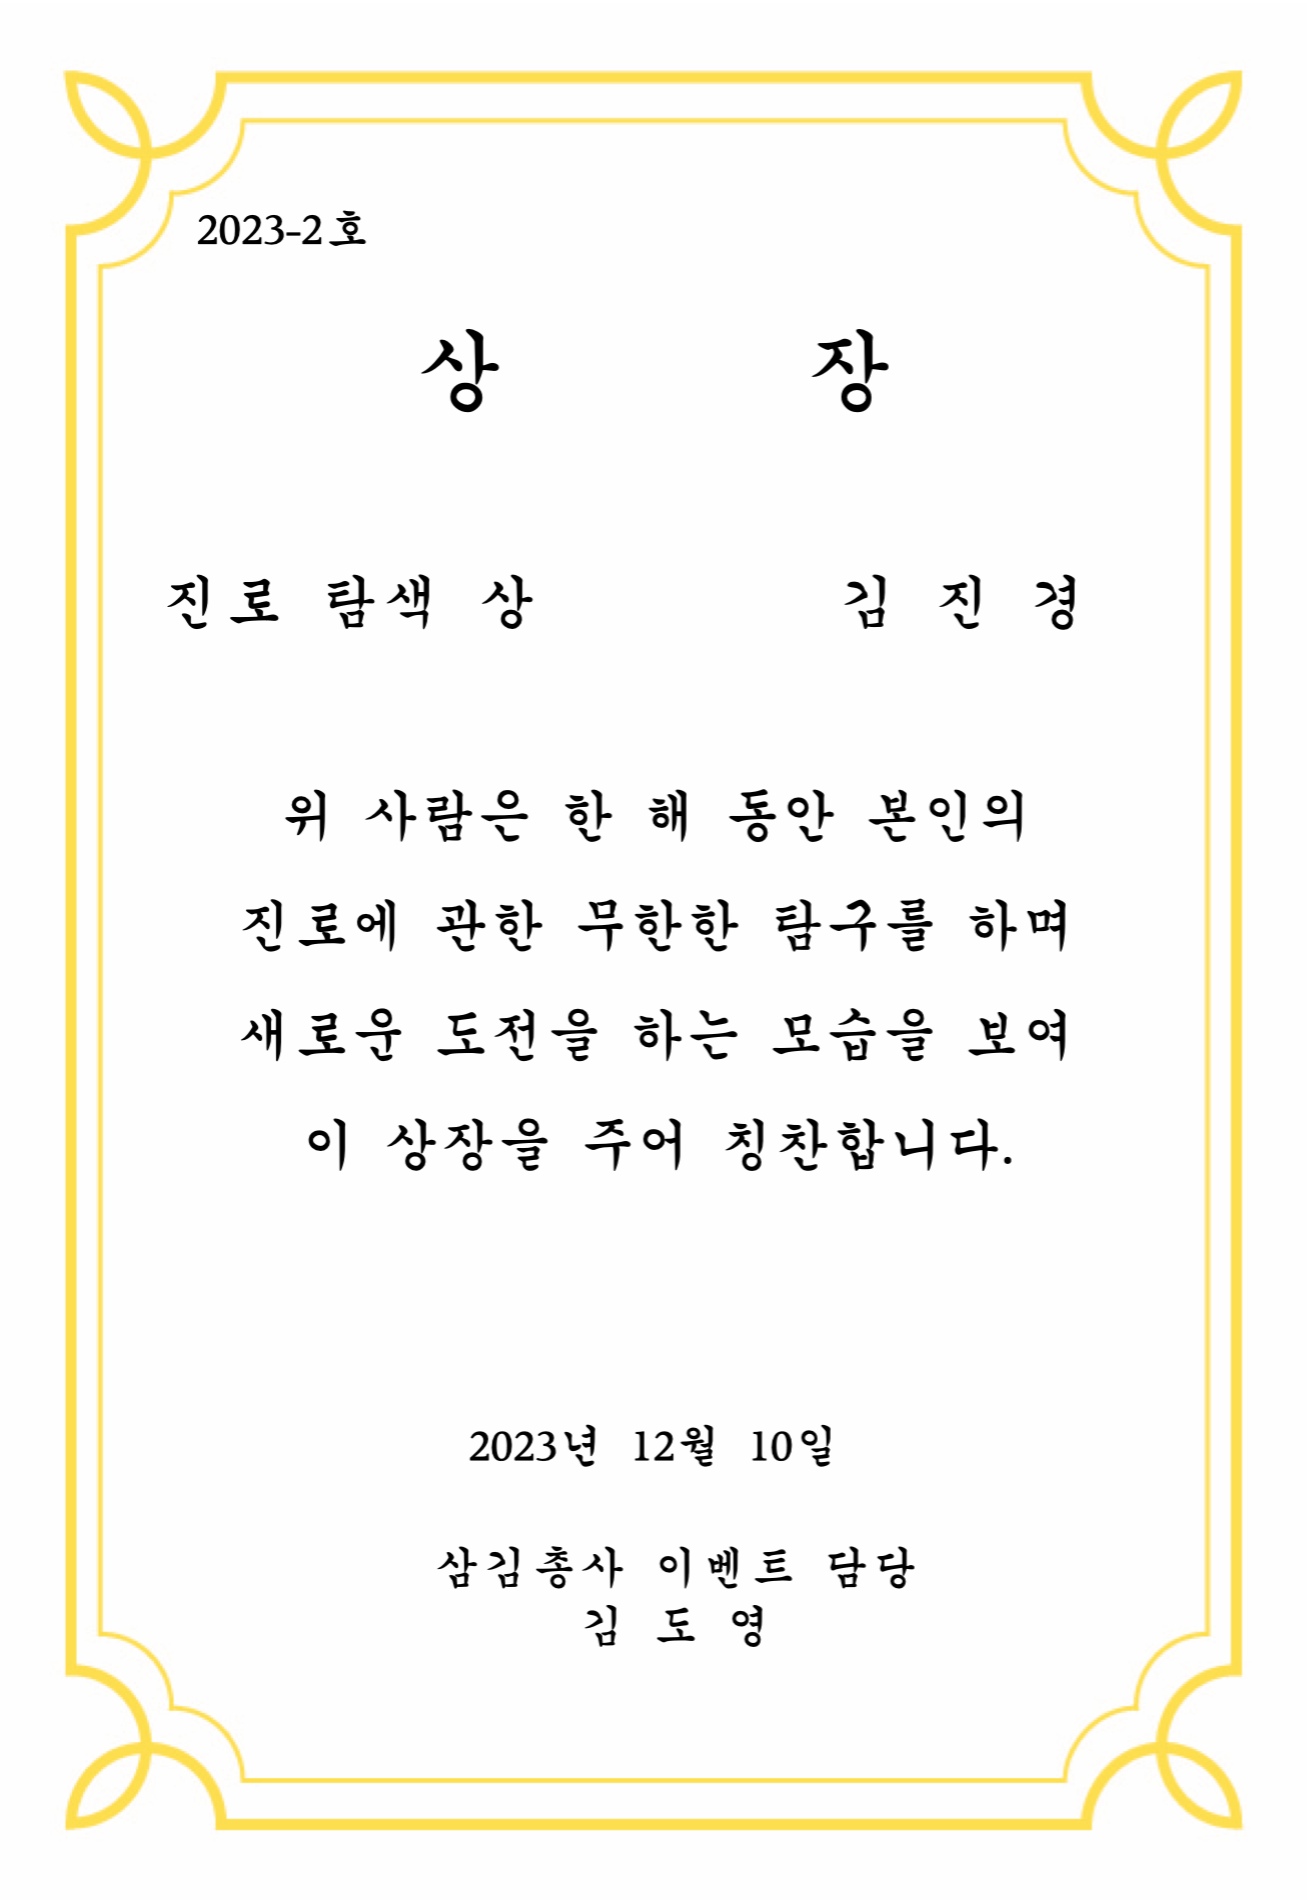 2023-2호
상 장
진로 탐색 상 김 진 경
위 사람은 한 해 동안 본인의
진로에 관한 무한한 탐구를 하며
새로운 도전을 하는 모습을 보여
이 상장을 주어 칭찬합니다.
2023년 12월 10일
삼김총사 이벤트 담당
김 도 영